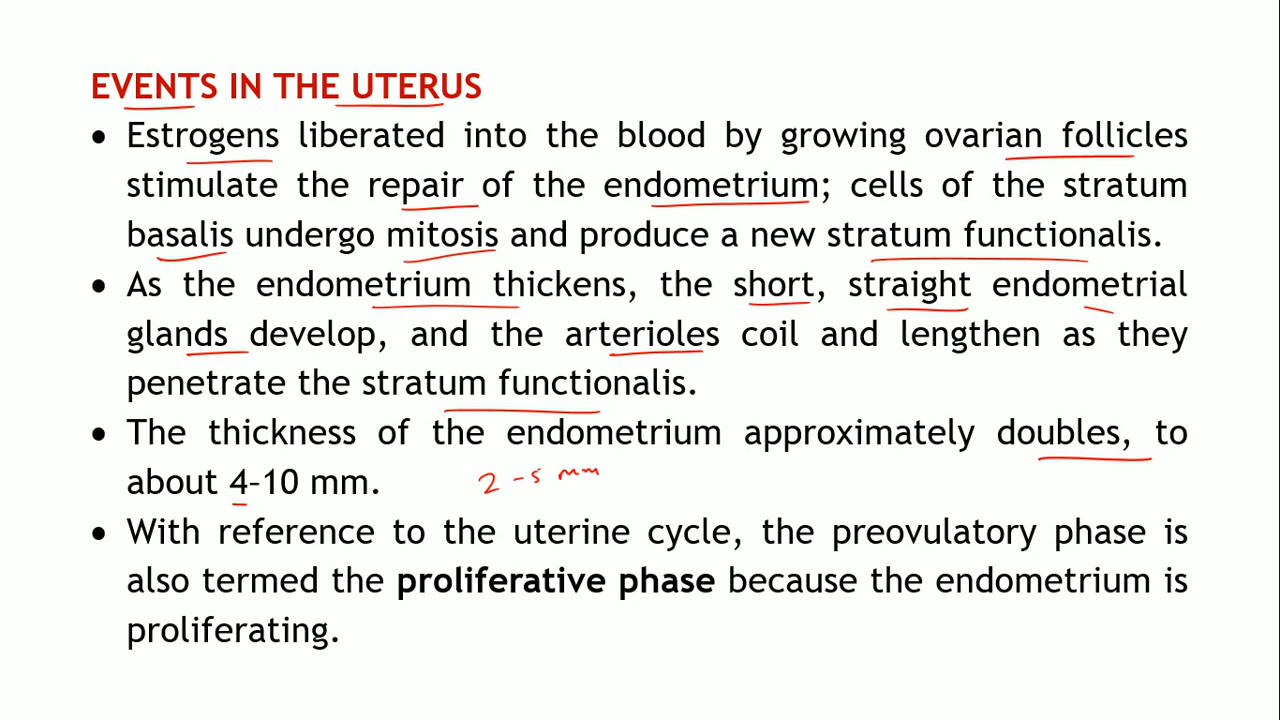 EVENTS IN THE UTERUS
• Estrogens liberated into the blood by growing ovarian follicles
stimulate the repair of the endometrium; cells of the stratum
basalis undergo mitosis and produce a new stratum functionalis.
• As the endometrium thickens, the short, straight endometrial
glands develop, and the arterioles coil and lengthen as they
penetrate the stratum functionalis.
• The thickness of the endometrium approximately doubles, to
about 4–10 mm. 2 - 5 mm
• With reference to the uterine cycle, the preovulatory phase is
also termed the proliferative phase because the endometrium is
proliferating.